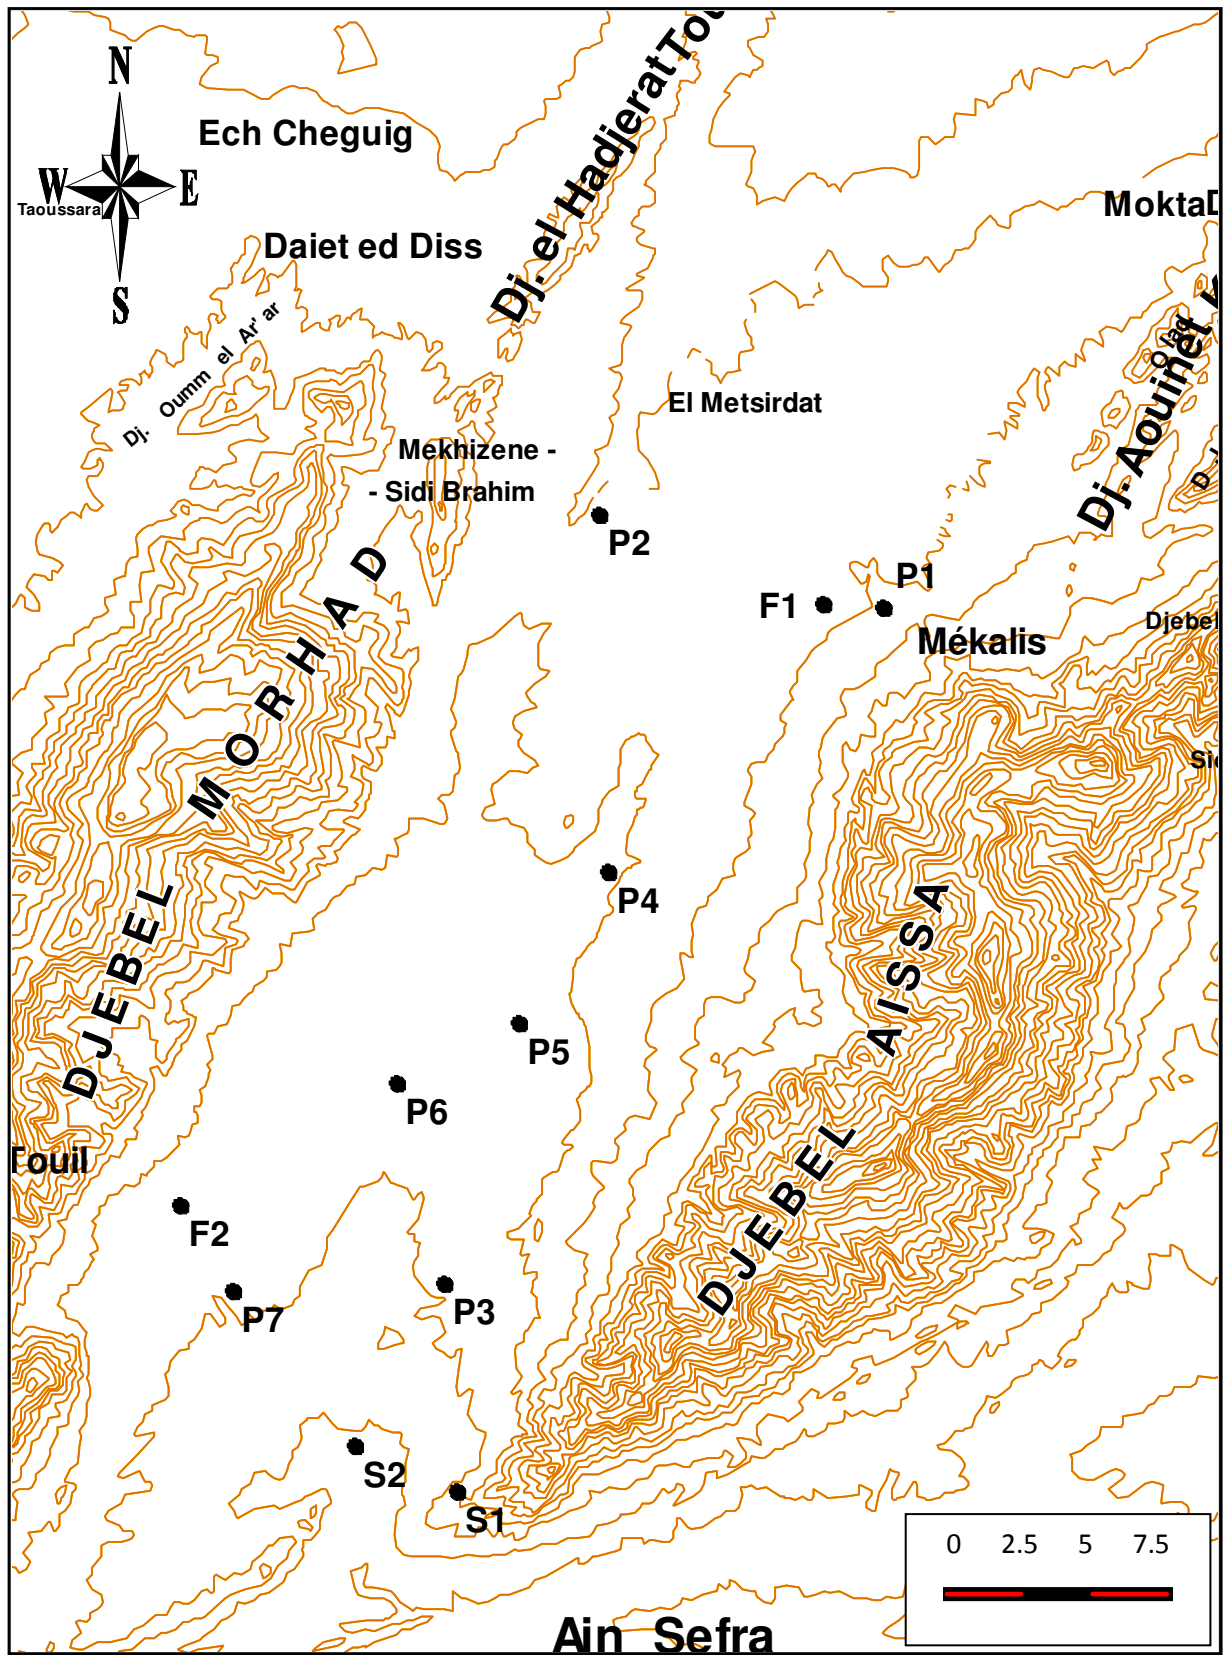 N
Ech Cheguig
W E
Taoussara
S
Dj. el Hadjerat Tou
Mokta
Daiet ed Diss
Dj. Oumm el Ar' ar
El Metsirdat
Mekhizene -
- Sidi Brahim
Dj. Aouinet K
P2
P1
F1
Mékalis
Djebel
DJEBEL MORHAD
P4
DJEBEL AISSA
P5
P6
Touil
F2
P7
P3
S2
S1
0 2.5 5 7.5
Ain Sefra